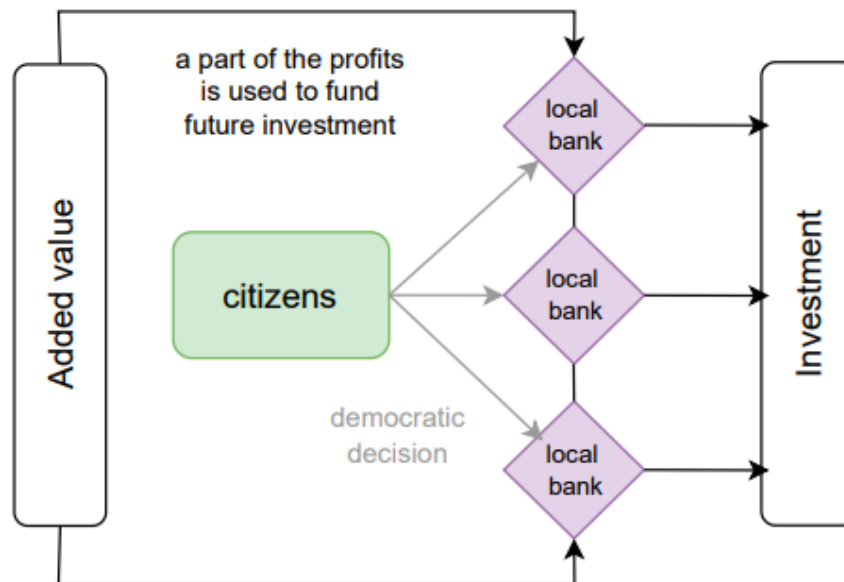 a part of the profits
is used to fund
future investment
Added value
citizens
democratic
decision
local
bank
local
bank
local
bank
Investment